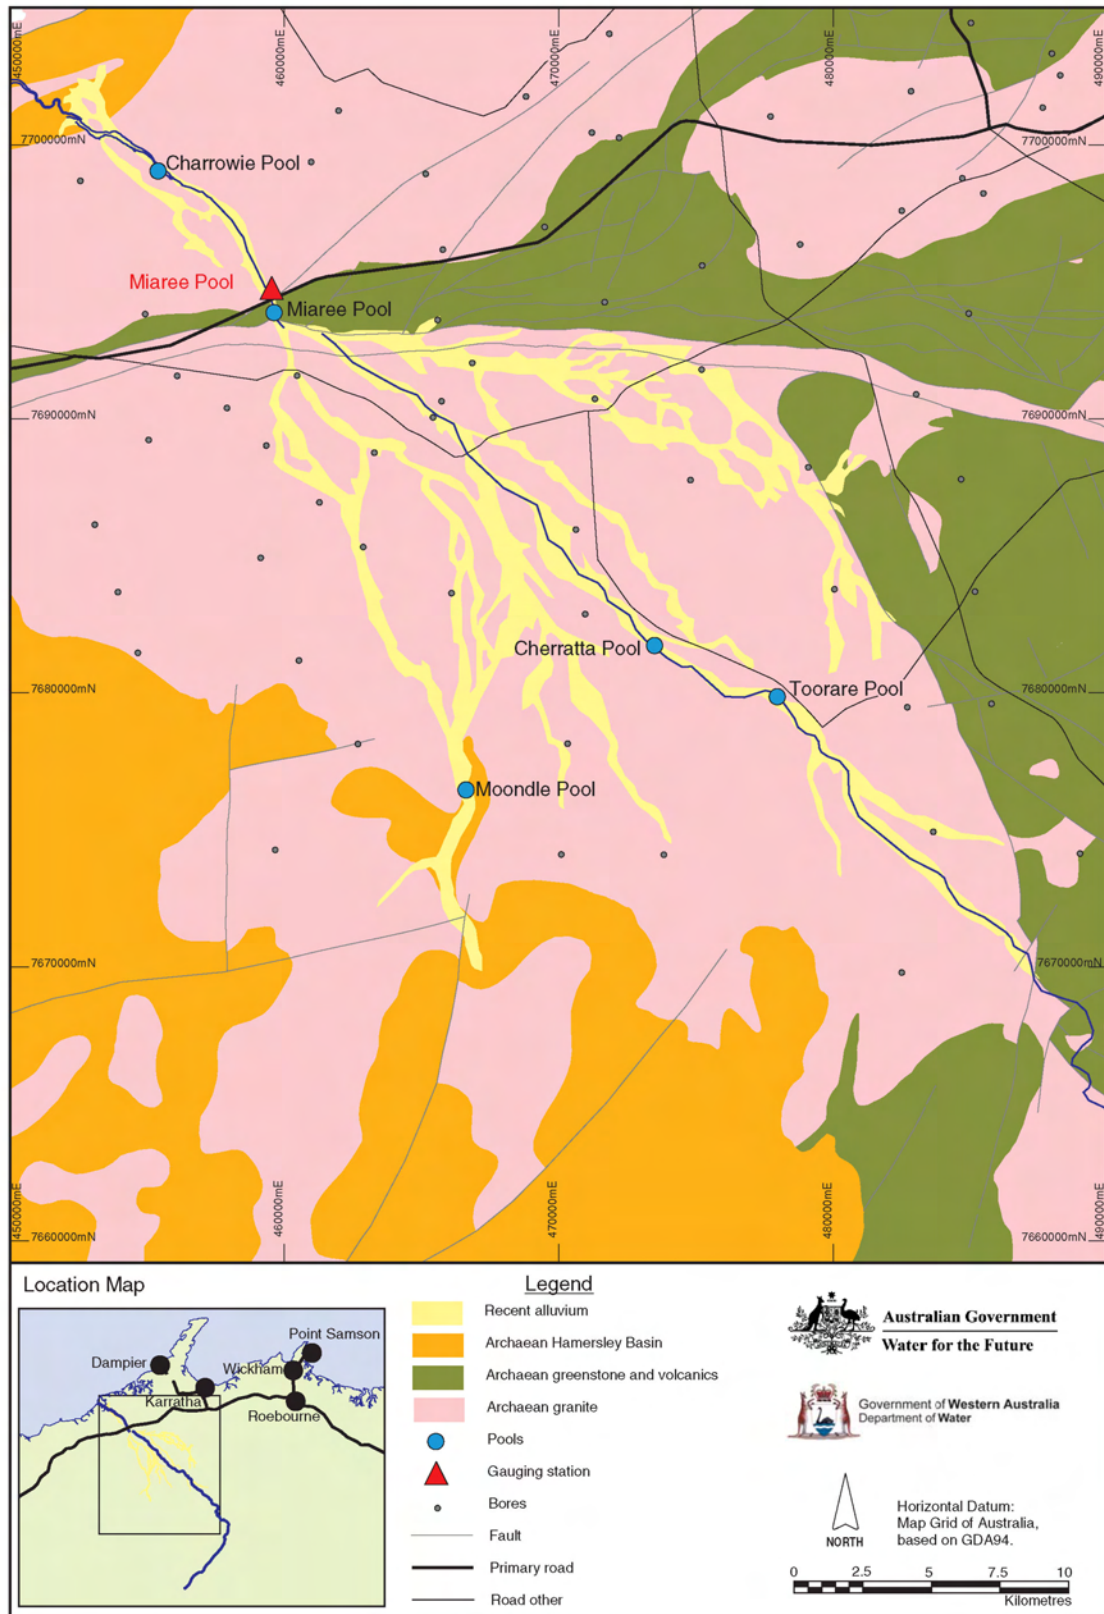 450000mE
460000mE
470000mE
480000mE
490000mE
7700000mN
7700000mN
Charrowie Pool
Miaree Pool
Miaree Pool
7690000mN
7690000mN
Cherratta Pool
7680000mN
Toorare Pool
7680000mN
Moondle Pool
7670000mN
7670000mN
450000mE
460000mE
470000mE
480000mE
490000mE
7660000mN
7660000mN
Location Map
Point Samson
Dampier
Wickham
Karratha
Roebourne
Legend
Recent alluvium
Archaean Hamersley Basin
Archaean greenstone and volcanics
Archaean granite
Pools
Gauging station
Bores
Fault
Primary road
Road other
Australian Government
Water for the Future
Government of Western Australia
Department of Water
NORTH
Horizontal Datum:
Map Grid of Australia,
based on GDA94.
0 2.5 5 7.5 10
Kilometres